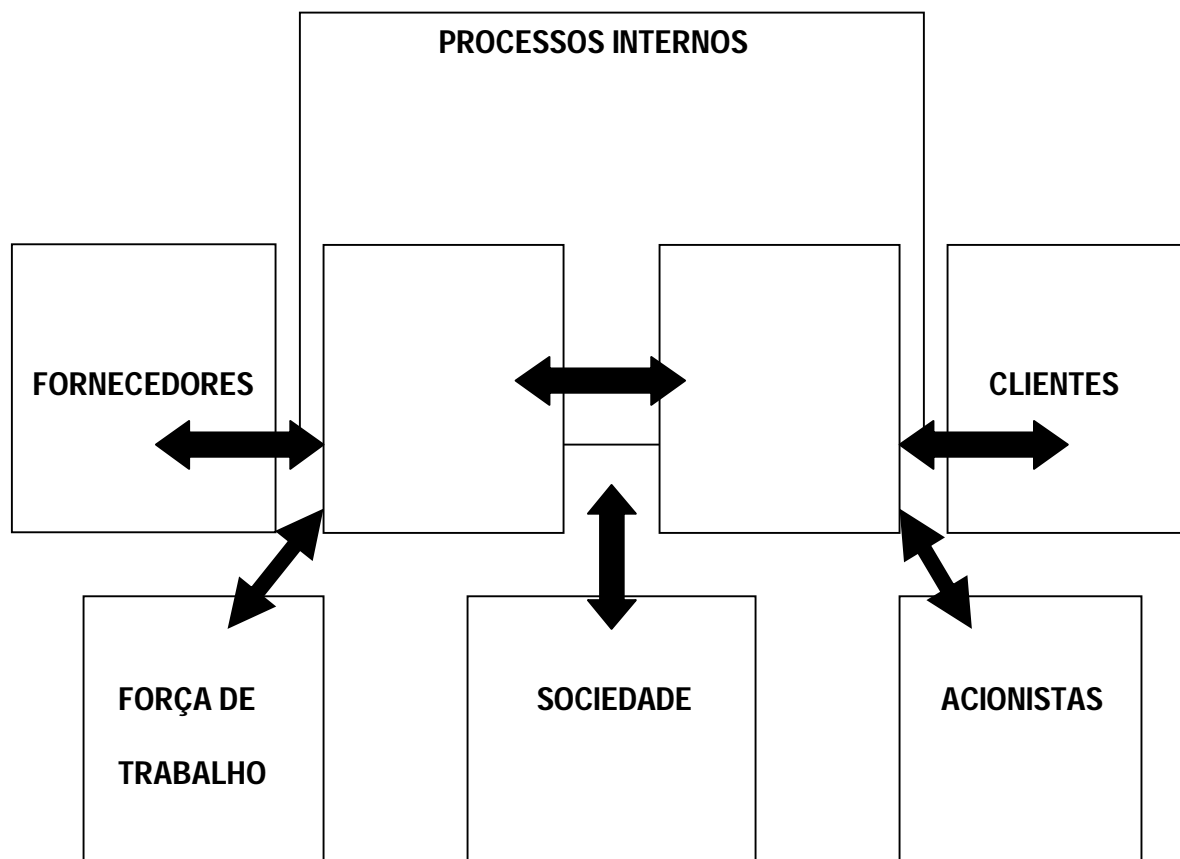 PROCESSOS INTERNOS
FORNECEDORES
CLIENTES
FORÇA DE
TRABALHO
SOCIEDADE
ACIONISTAS